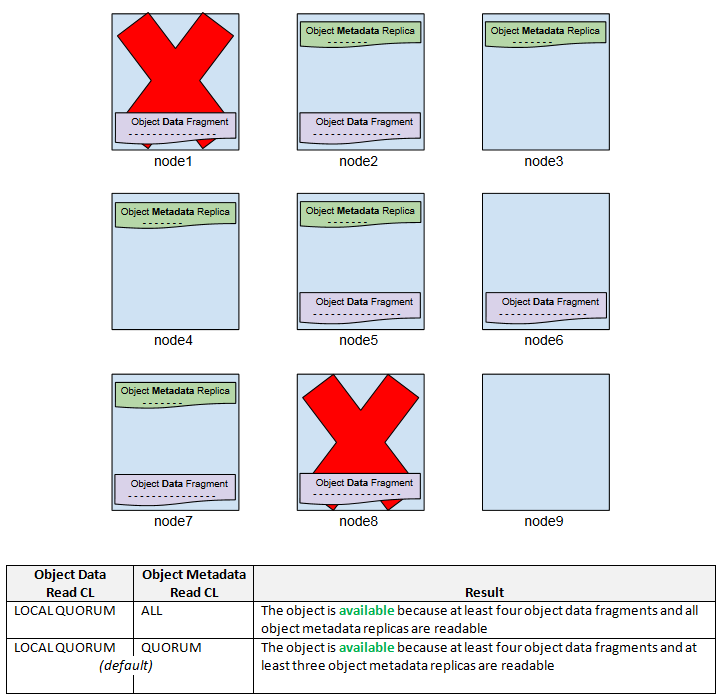 Object Metadata Replica
Object Metadata Replica
Object Data Fragment
Object Data Fragment
node1
node2
node3
Object Metadata Replica
Object Metadata Replica
Object Data Fragment
Object Data Fragment
node4
node5
node6
Object Metadata Replica
Object Data Fragment
Object Data Fragment
node7
node8
node9
Object Data
Read CL
Object Metadata
Read CL
Result
LOCAL QUORUM
ALL
The object is available because at least four object data fragments and all
object metadata replicas are readable
LOCAL QUORUM
QUORUM
(default)
The object is available because at least four object data fragments and at
least three object metadata replicas are readable